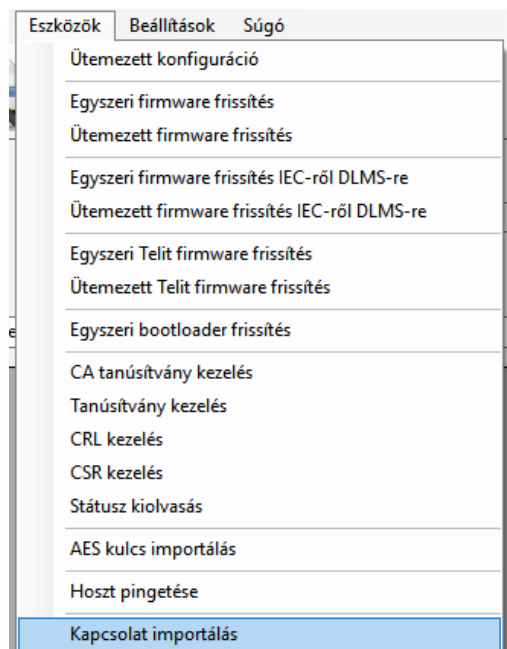 Eszközök Beállítások Súgó
Ütemezett konfiguráció
Egyszeri firmware frissítés
Ütemezett firmware frissítés
Egyszeri firmware frissítés IEC-ről DLMS-re
Ütemezett firmware frissítés IEC-ről DLMS-re
Egyszeri Telit firmware frissítés
Ütemezett Telit firmware frissítés
Egyszeri bootloader frissítés
CA tanúsítvány kezelés
Tanúsítvány kezelés
CRL kezelés
CSR kezelés
Státusz kiolvasás
AES kulcs importálás
Hoszt pingetése
Kapcsolat importálás